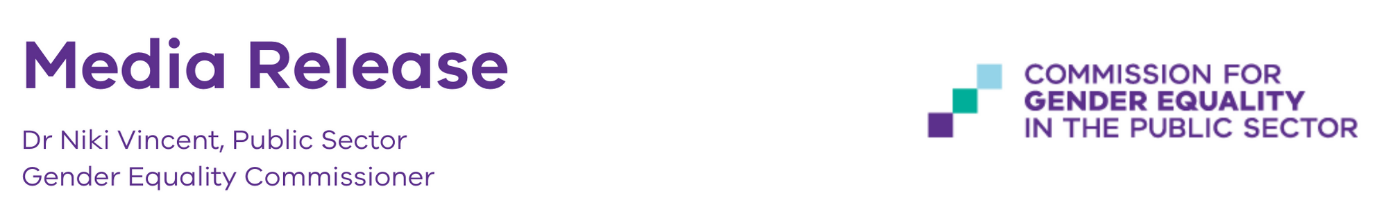 Media Release
Dr Niki Vincent, Public Sector
Gender Equality Commissioner
COMMISSION FOR
GENDER EQUALITY
IN THE PUBLIC SECTOR